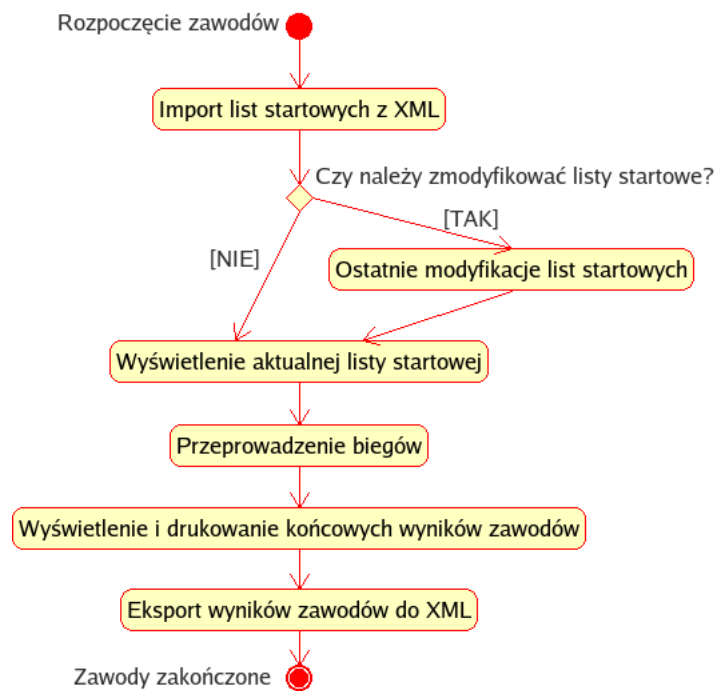 Rozpoczęcie zawodów
Import list startowych z XML
Czy należy zmodyfikować listy startowe?
[TAK]
[NIE]
Ostatnie modyfikacje list startowych
Wyświetlenie aktualnej listy startowej
Przeprowadzenie biegów
Wyświetlenie i drukowanie końcowych wyników zawodów
Eksport wyników zawodów do XML
Zawody zakończone